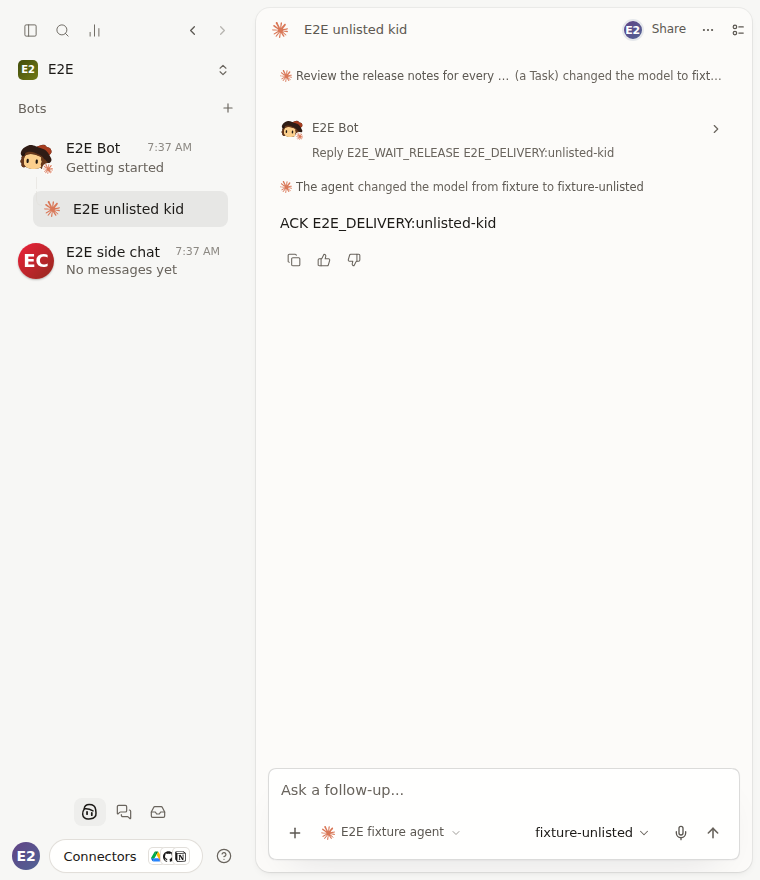 E2 E2E
Bots
E2E Bot 7:37 AM
Getting started
E2E unlisted kid
EC E2E side chat 7:37 AM
No messages yet
E2 Connectors
E2E unlisted kid E2 Share
Review the release notes for every … (a Task) changed the model to fixt…
E2E Bot
Reply E2E_WAIT_RELEASE E2E_DELIVERY:unlisted-kid
The agent changed the model from fixture to fixture-unlisted
ACK E2E_DELIVERY:unlisted-kid
Ask a follow-up...
E2E fixture agent fixture-unlisted